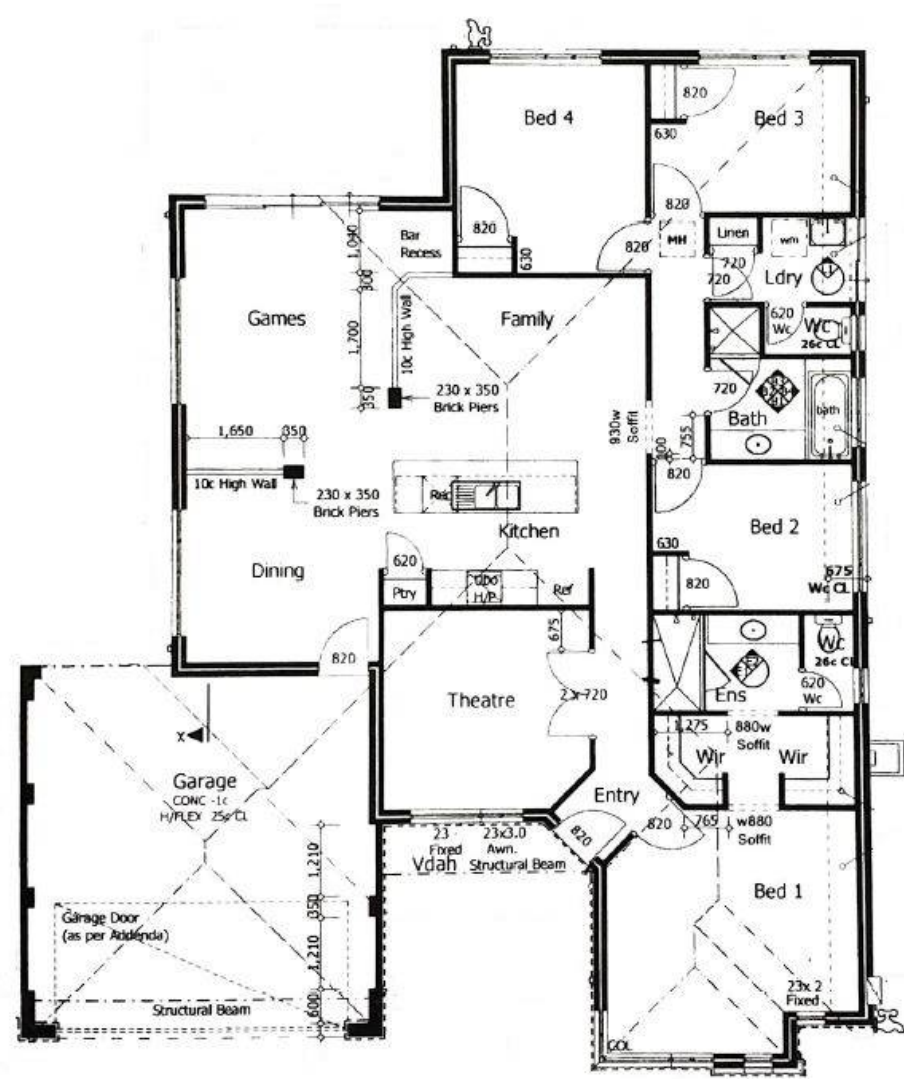 Bed 4
Bed 3
820
630
820
820
820
630
MH
Linen
720
720
wm
Ldry
620
Wc
Wc
26c CL
Bar
Recess
1,040
300
1,700
350
10c High Wall
Games
Family
230 x 350
Brick Piers
930w
Soffit
720
Bath
bath
755
100
820
1,650
350
10c High Wall
230 x 350
Brick Piers
Rec
Kitchen
Bed 2
630
820
675
Wc CL
Dining
620
Ptry
H/P
Ref
675
820
Theatre
2 x 720
Wc
26c CL
620
Wc
Ens
1,275
880w
Soffit
Wir
Wir
X
Garage
CONC -1c
H/FLEX 25c CL
Entry
820
820
765
w880
Soffit
23
Fixed
23x3.0
Awn.
Vdah
Structural Beam
1,210
350
1,210
600
Garage Door
(as per Addenda)
Structural Beam
Bed 1
23x 2
Fixed